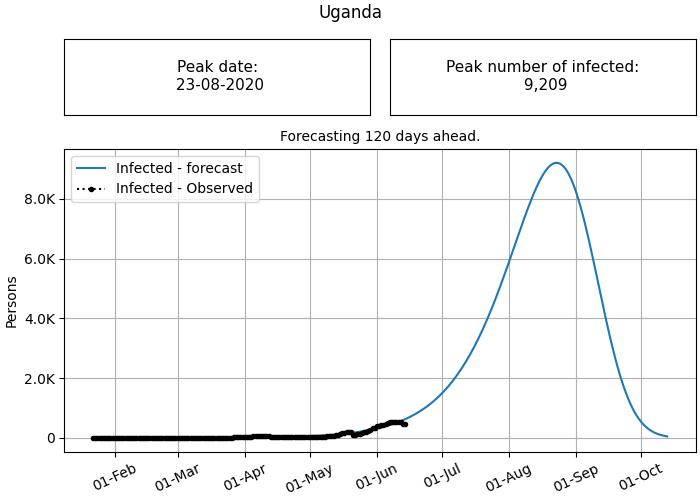 Uganda
Peak date:
23-08-2020
Peak number of infected:
9,209
Forecasting 120 days ahead.
Infected - forecast
Infected - Observed
8.0K
6.0K
4.0K
2.0K
0
Persons
01-Feb
01-Mar
01-Apr
01-May
01-Jun
01-Jul
01-Aug
01-Sep
01-Oct